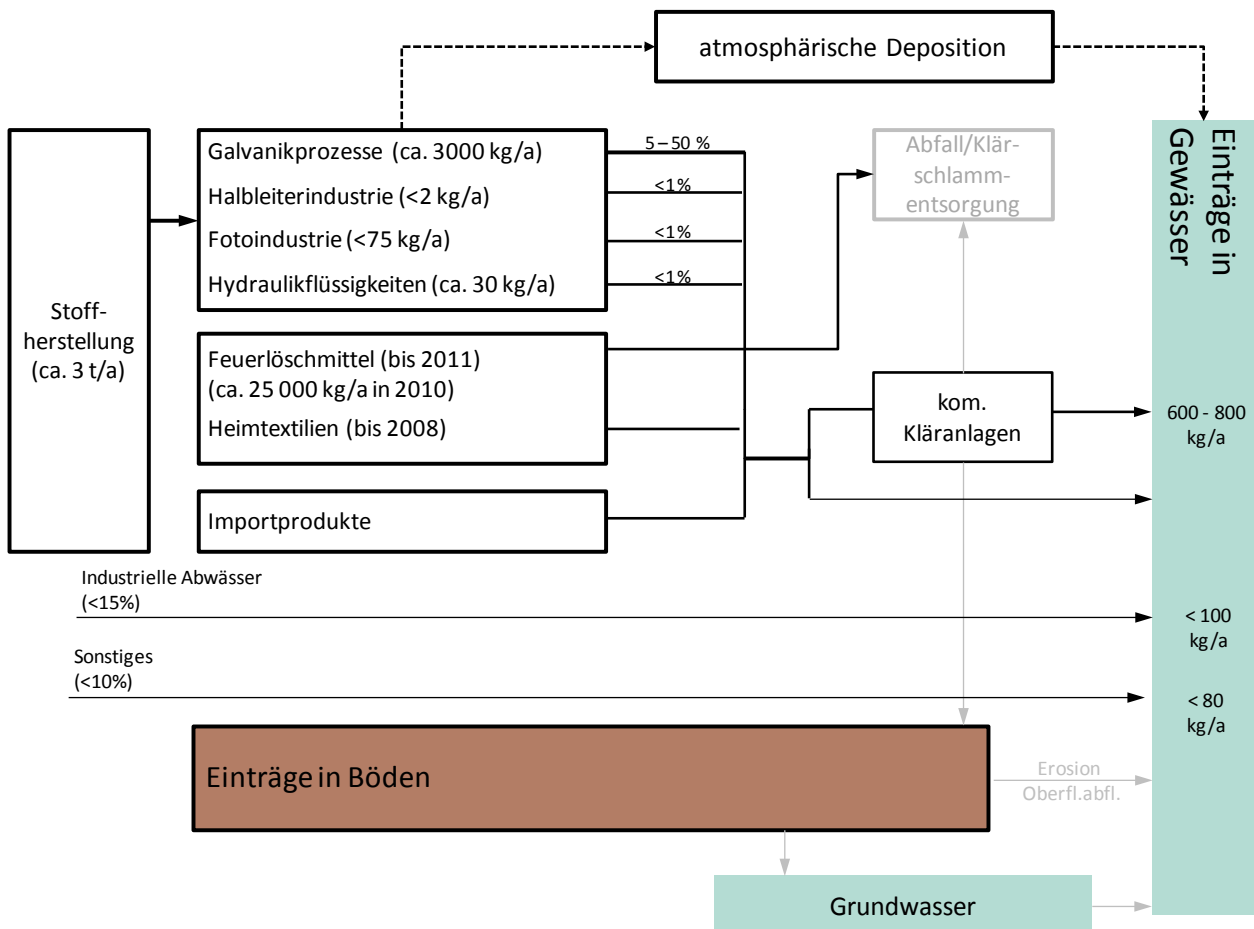 atmosphärische Deposition
Stoff-
herstellung
(ca. 3 t/a)
Galvanikprozesse (ca. 3000 kg/a)
Halbleiterindustrie (<2 kg/a)
Fotoindustrie (<75 kg/a)
Hydraulikflüssigkeiten (ca. 30 kg/a)
5 – 50 %
<1%
<1%
<1%
Abfall/Klär-
schlamm-
entsorgung
Einträge in
Gewässer
Feuerlöschmittel (bis 2011)
(ca. 25 000 kg/a in 2010)
Heimtextilien (bis 2008)
kom.
Kläranlagen
600 - 800
kg/a
Importprodukte
Industrielle Abwässer
(<15%)
< 100
kg/a
Sonstiges
(<10%)
< 80
kg/a
Einträge in Böden
Erosion
Oberfl.abfl.
Grundwasser